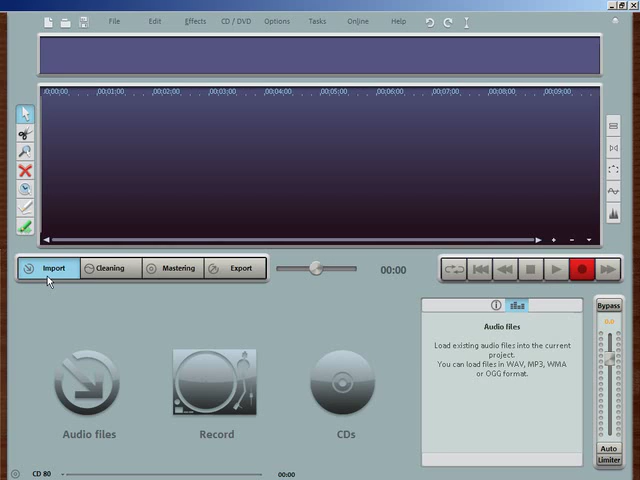 File Edit Effects CD / DVD Options Tasks Online Help
00:01:00 00:02:00 00:03:00 00:04:00 00:05:00 00:06:00 00:07:00 00:08:00 00:09:00
Import Cleaning Mastering Export 00:00
Bypass
0.0
Audio files
Load existing audio files into the current
project.
You can load files in WAV, MP3, WMA
or OGG format.
Audio files Record CDs
Auto
Limiter
CD 80 00:00